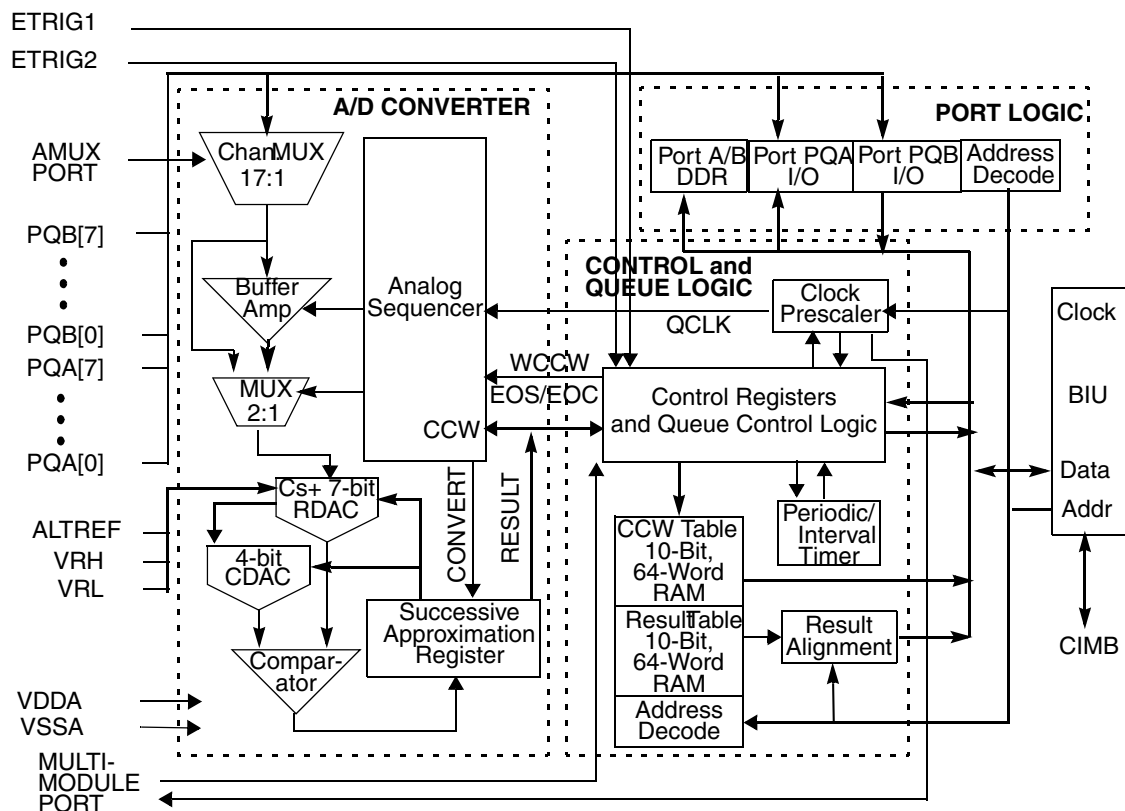 ETRIG1
ETRIG2
A/D CONVERTER
PORT LOGIC
AMUX
PORT
Chan.MUX
17:1
Port A/B
DDR
Port PQA
I/O
Port PQB
I/O
Address
Decode
PQB[7]
PQB[0]
PQA[7]
PQA[0]
Buffer
Amp
Analog
Sequencer
CONTROL and
QUEUE LOGIC
Clock
Prescaler
QCLK
Clock
BIU
Data
Addr
MUX
2:1
WCCW
EOS/EOC
CCW
Control Registers
and Queue Control Logic
Cs+ 7-bit
RDAC
CONVERT
RESULT
ALTREF
VRH
VRL
4-bit
CDAC
CCW Table
10-Bit,
64-Word
RAM
Periodic/
Interval
Timer
Successive
Approximation
Register
ResultTable
10-Bit,
64-Word
RAM
Result
Alignment
CIMB
Compar-
ator
VDDA
VSSA
Address
Decode
MULTI-
MODULE
PORT